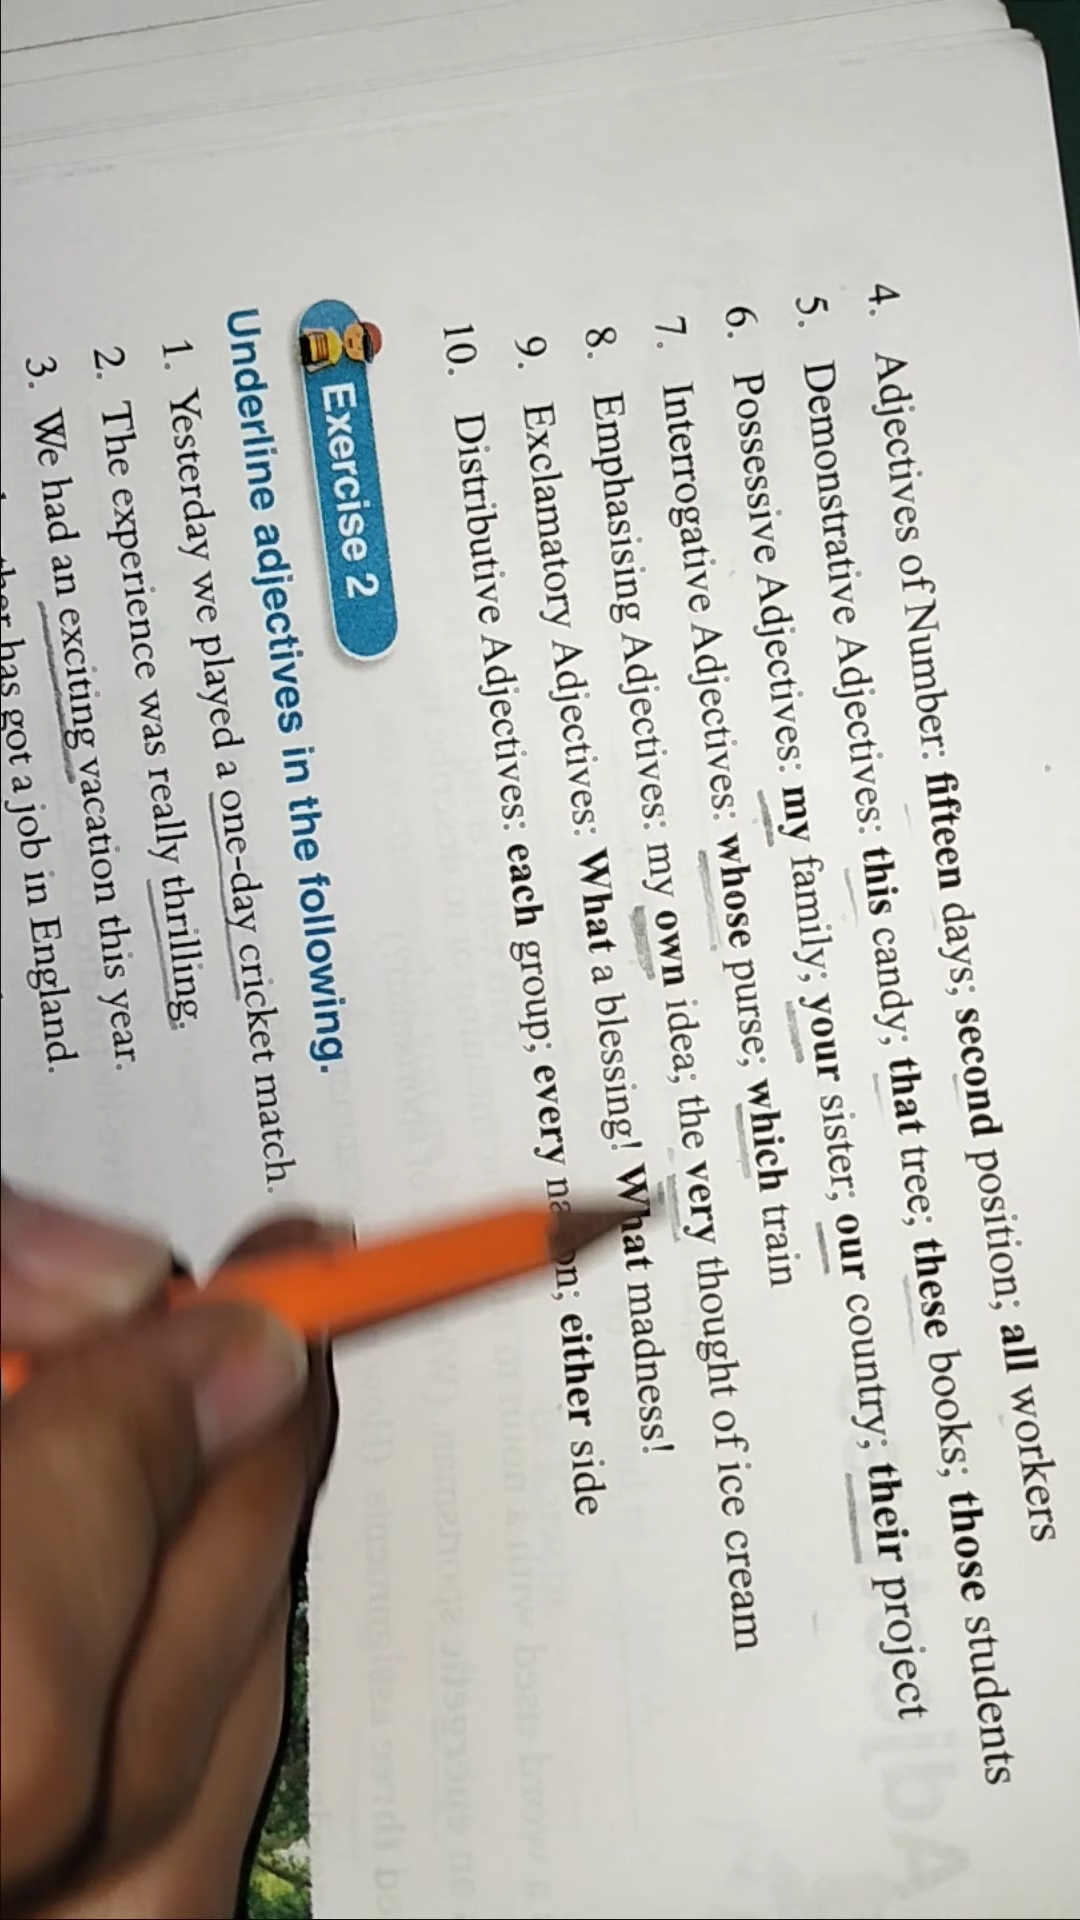 4. Adjectives of Number: fifteen days; second position; all workers
5. Demonstrative Adjectives: this candy; that tree; these books; those students
6. Possessive Adjectives: my family; your sister; our country; their project
7. Interrogative Adjectives: whose purse; which train
8. Emphasising Adjectives: my own idea; the very thought of ice cream
9. Exclamatory Adjectives: What a blessing! What madness!
10. Distributive Adjectives: each group; every either side
Exercise 2
Underline adjectives in the following.
1. Yesterday we played a one-day cricket match.
2. The experience was really thrilling.
3. We had an exciting vacation this year.
has got a job in England.